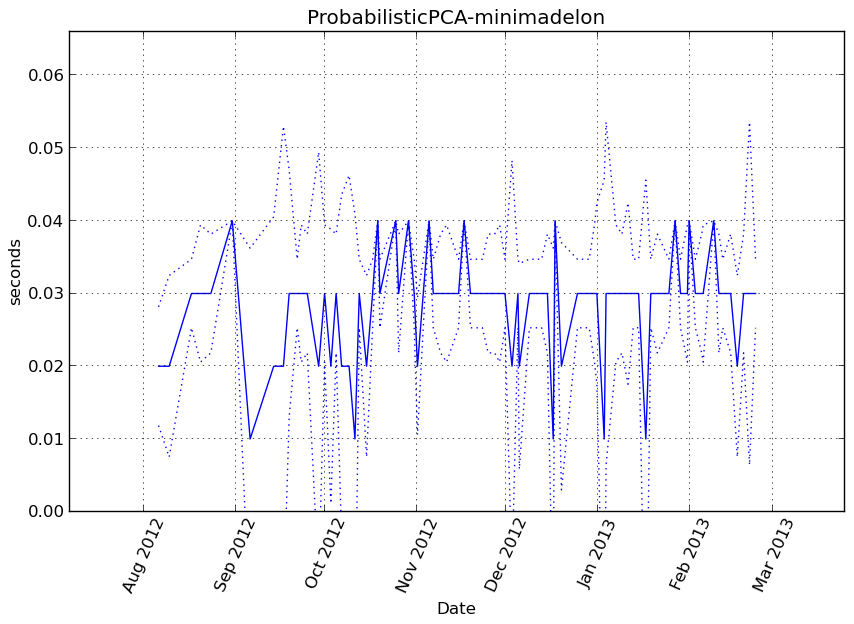 ProbabilisticPCA-minimadelon
0.06
0.05
0.04
0.03
0.02
0.01
0.00
seconds
Aug 2012
Sep 2012
Oct 2012
Nov 2012
Dec 2012
Jan 2013
Feb 2013
Mar 2013
Date